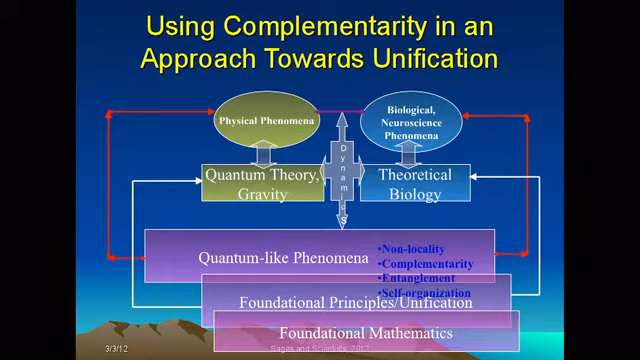 Using Complementarity in an
Approach Towards Unification
Physical Phenomena
Biological,
Neuroscience
Phenomena
Dynamics
Quantum Theory,
Gravity
Theoretical
Biology
Quantum-like Phenomena
•Non-locality
•Complementarity
•Entanglement
•Self-organization
Foundational Principles/Unification
Foundational Mathematics
3/3/12
Sages and Scientists, 2012